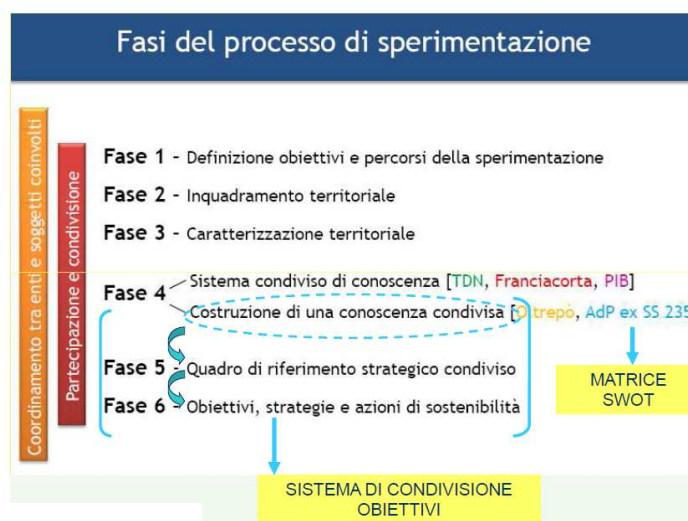 Fasi del processo di sperimentazione
Coordinamento tra enti e soggetti coinvolti
Partecipazione e condivisione
Fase 1 - Definizione obiettivi e percorsi della sperimentazione
Fase 2 - Inquadramento territoriale
Fase 3 - Caratterizzazione territoriale
Fase 4
Sistema condiviso di conoscenza [TDN, Franciacorta, PIB]
Costruzione di una conoscenza condivisa [Oltrepò, AdP ex SS 235
Fase 5 - Quadro di riferimento strategico condiviso
Fase 6 - Obiettivi, strategie e azioni di sostenibilità
MATRICE
SWOT
SISTEMA DI CONDIVISIONE
OBIETTIVI